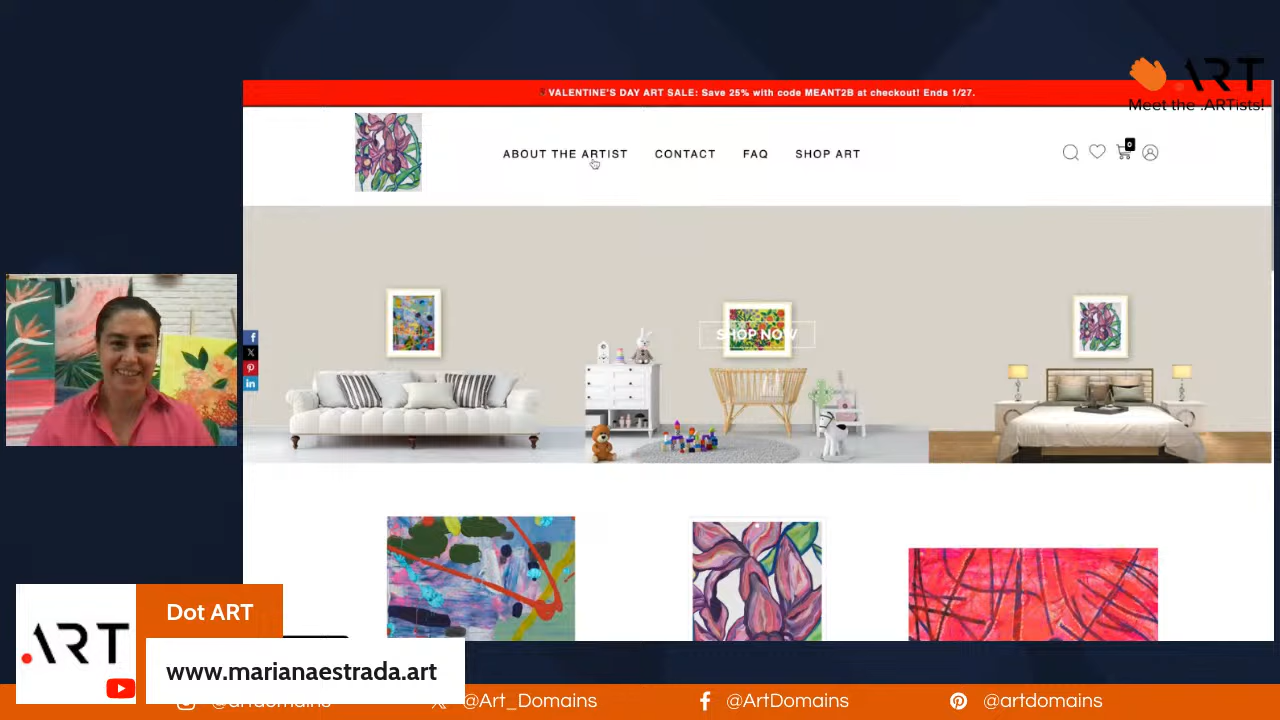 VALENTINE'S DAY ART SALE: Save 25% with code MEANT2B at checkout! Ends 1/27.
.ART
Meet the .ARTists!
ABOUT THE ARTIST
CONTACT
FAQ
SHOP ART
0
SHOP NOW
.ART
Dot ART
www.marianaestrada.art
@artdomains
@Art_Domains
@ArtDomains
@artdomains